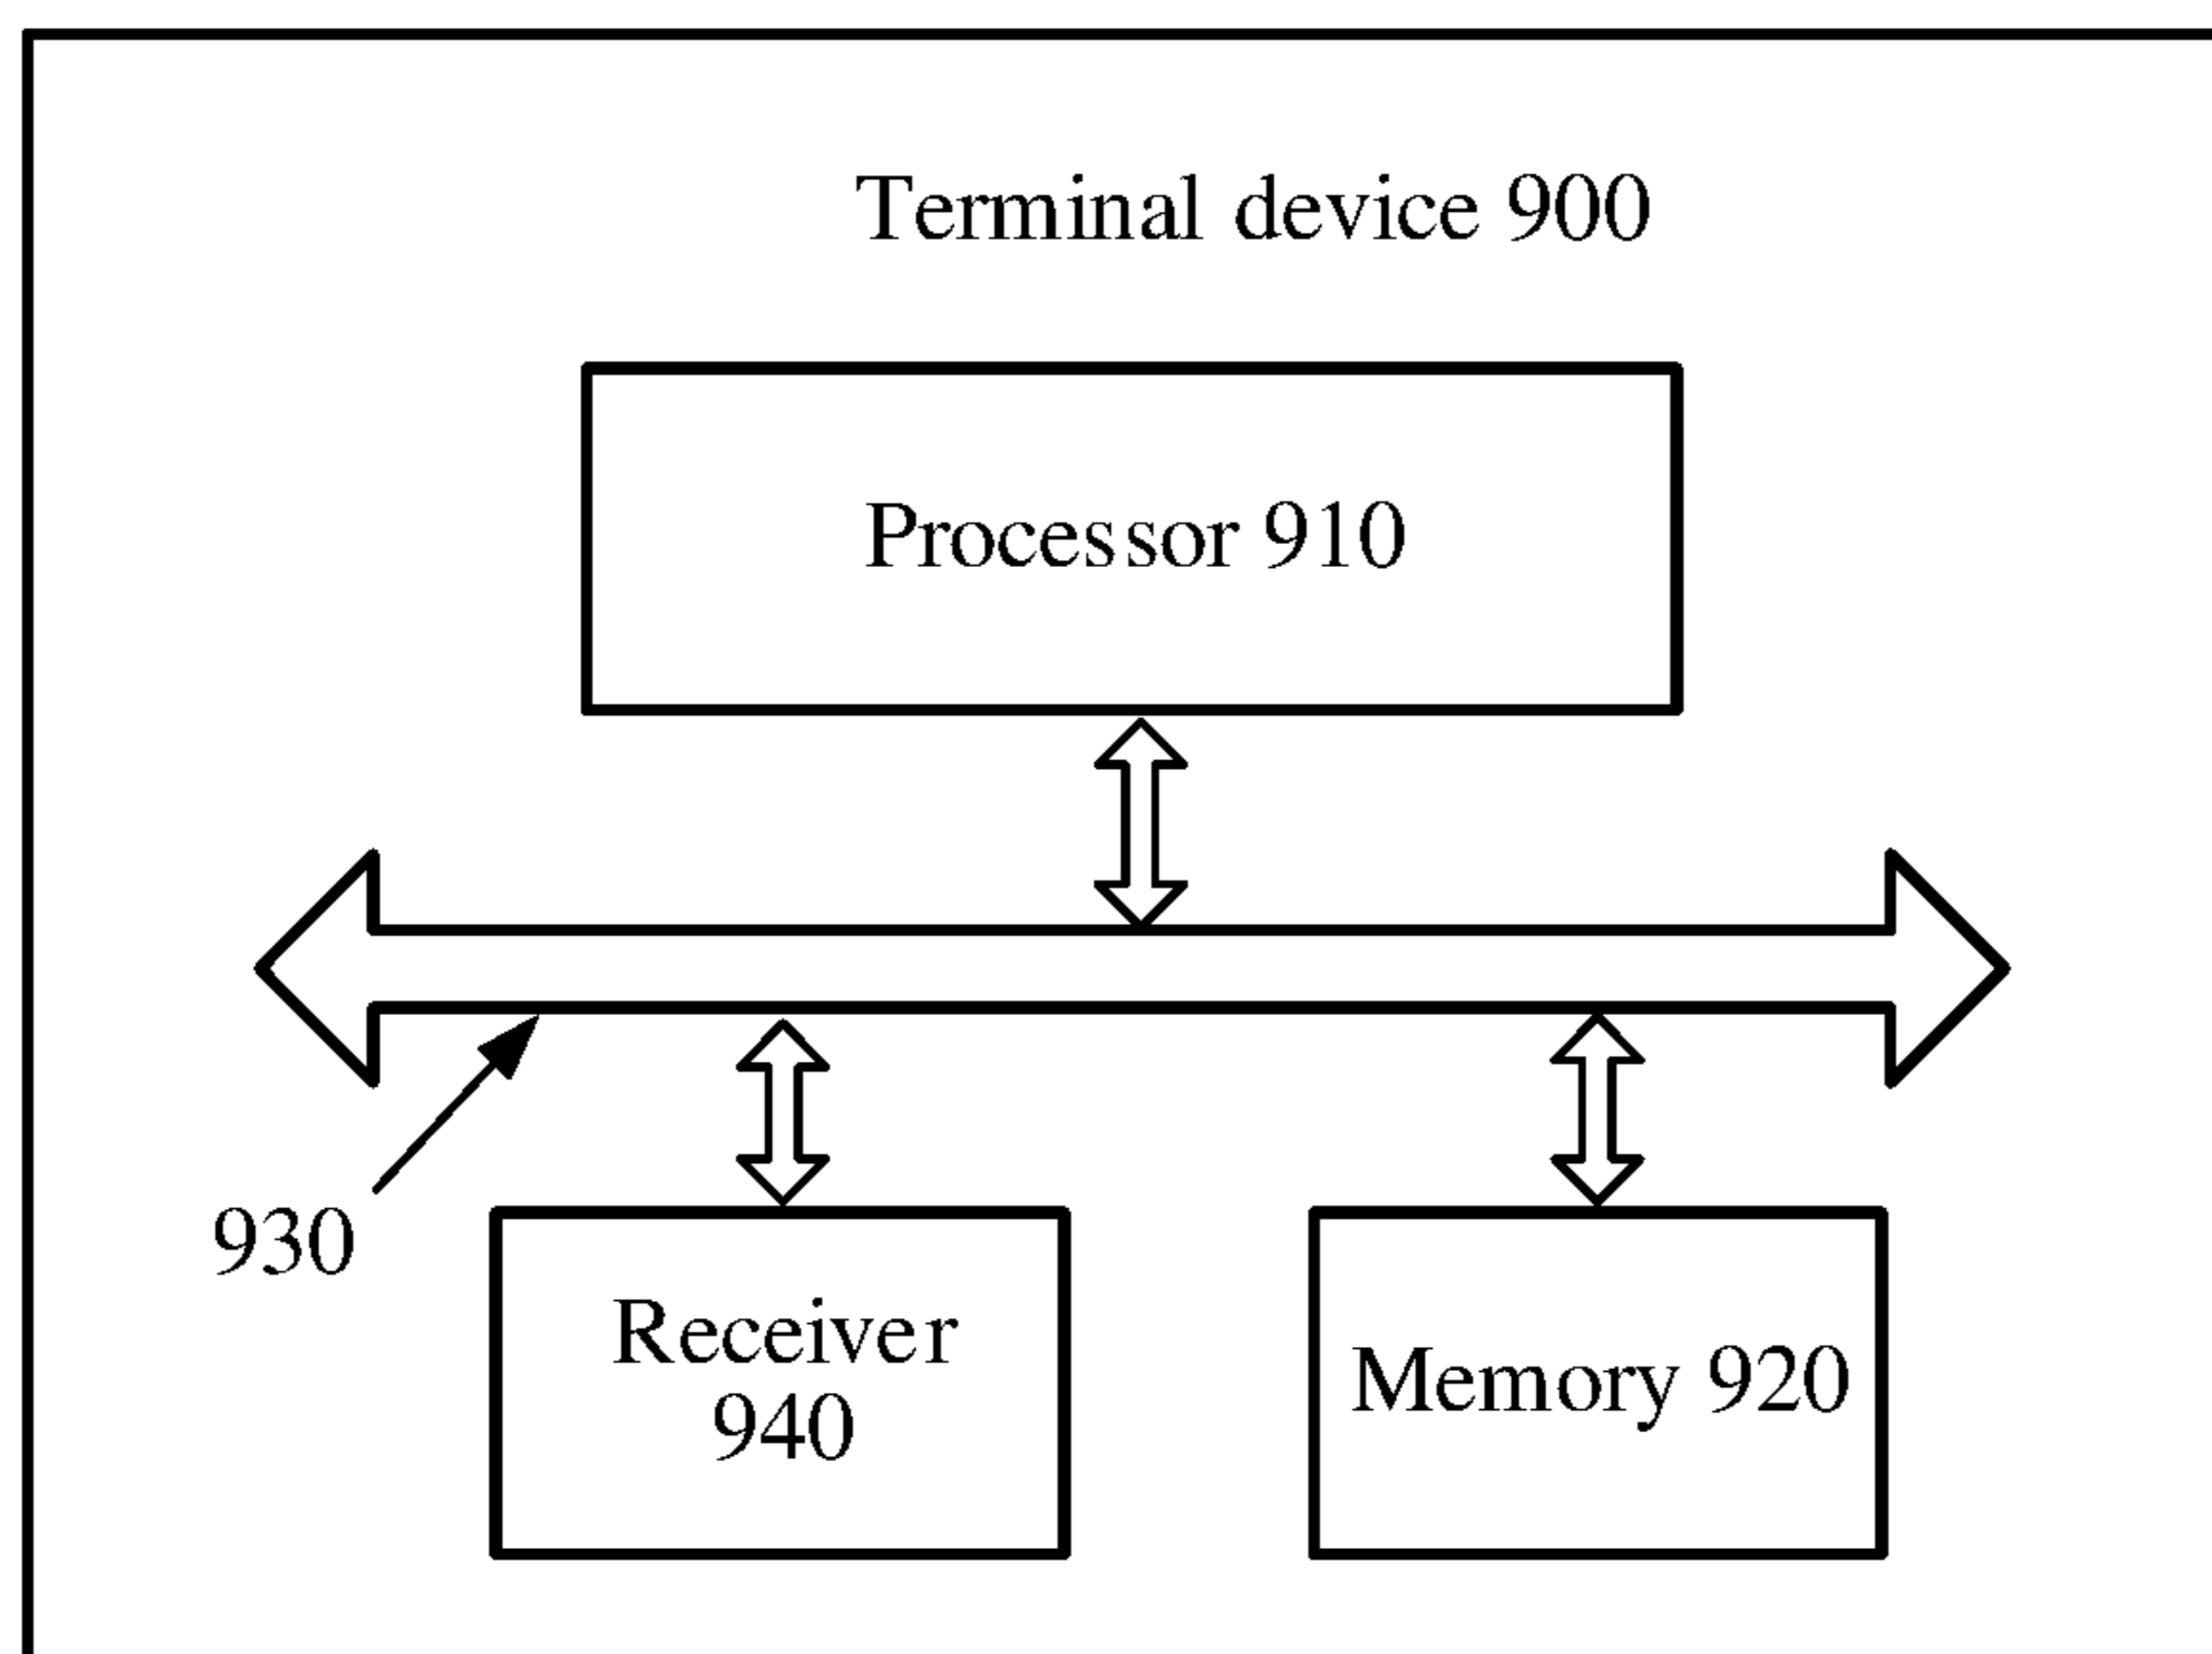 Terminal device 900
Processor 910
930
Receiver
940
Memory 920